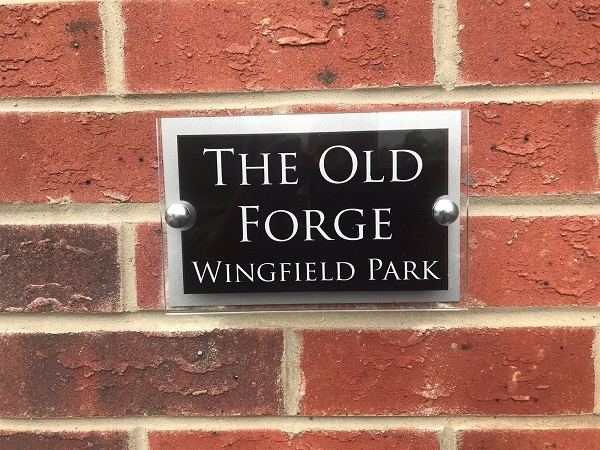 The Old
Forge
Wingfield Park